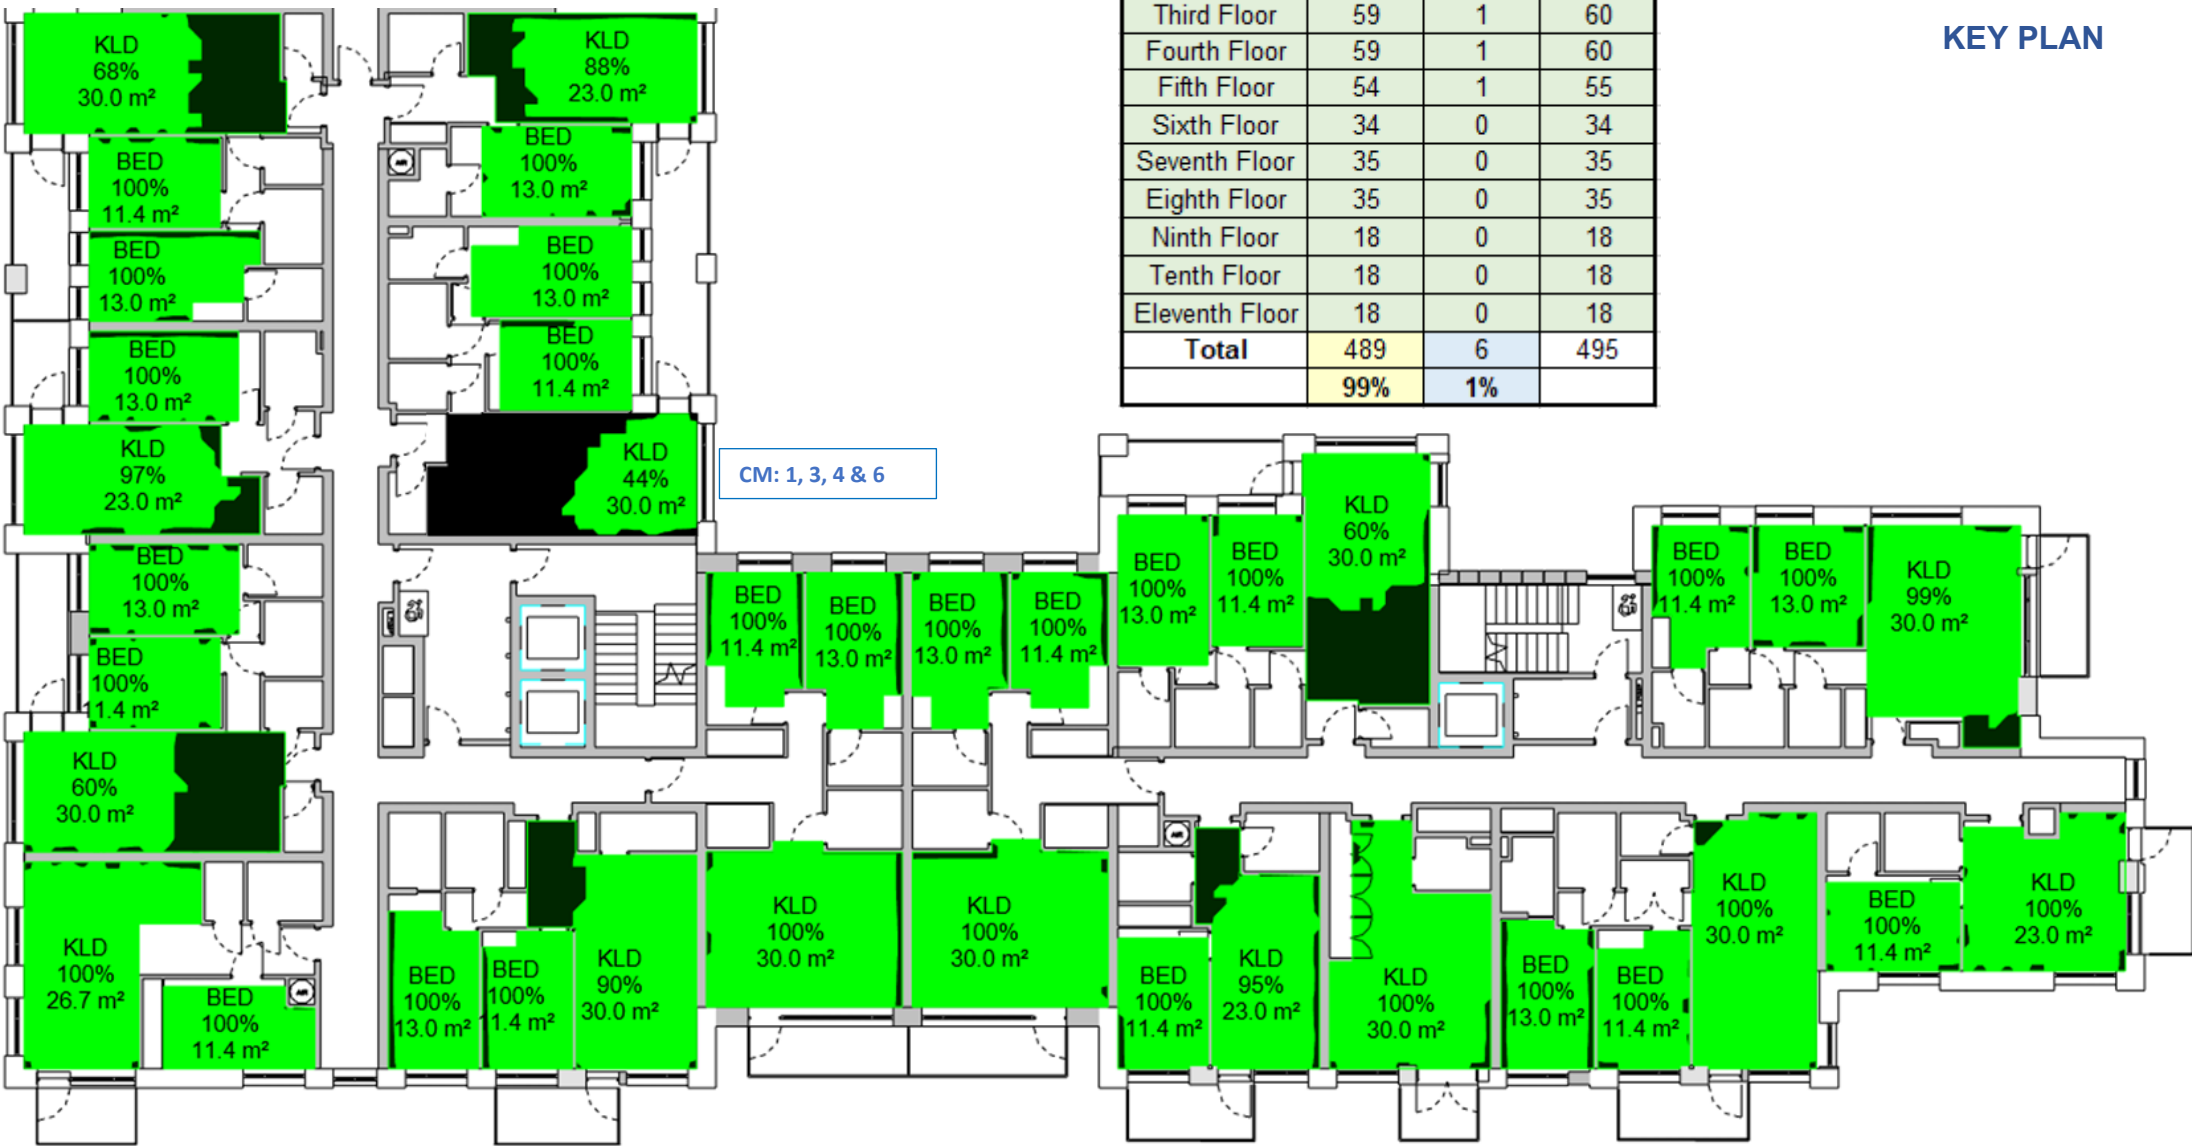 KEY PLAN
Third Floor 59 1 60
Fourth Floor 59 1 60
Fifth Floor 54 1 55
Sixth Floor 34 0 34
Seventh Floor 35 0 35
Eighth Floor 35 0 35
Ninth Floor 18 0 18
Tenth Floor 18 0 18
Eleventh Floor 18 0 18
Total 489 6 495
99% 1%
KLD
68%
30.0 m²
KLD
88%
23.0 m²
BED
100%
11.4 m²
BED
100%
13.0 m²
BED
100%
13.0 m²
BED
100%
13.0 m²
BED
100%
13.0 m²
BED
100%
11.4 m²
KLD
97%
23.0 m²
KLD
44%
30.0 m²
CM: 1, 3, 4 & 6
BED
100%
13.0 m²
BED
100%
11.4 m²
KLD
60%
30.0 m²
KLD
100%
26.7 m²
BED
100%
11.4 m²
BED
100%
11.4 m²
BED
100%
13.0 m²
BED
100%
13.0 m²
BED
100%
11.4 m²
BED
100%
13.0 m²
BED
100%
11.4 m²
KLD
60%
30.0 m²
BED
100%
11.4 m²
BED
100%
13.0 m²
KLD
99%
30.0 m²
BED
100%
13.0 m²
BED
100%
1.4 m²
KLD
90%
30.0 m²
KLD
100%
30.0 m²
KLD
100%
30.0 m²
BED
100%
11.4 m²
KLD
95%
23.0 m²
KLD
100%
30.0 m²
BED
100%
13.0 m²
BED
100%
11.4 m²
KLD
100%
30.0 m²
BED
100%
11.4 m²
KLD
100%
23.0 m²